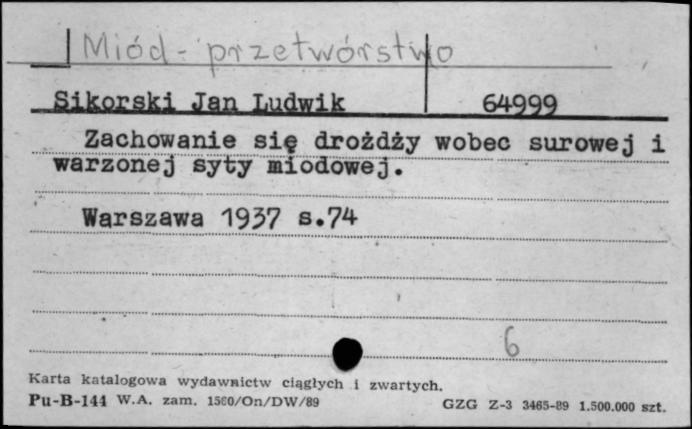 Miód - przetwórstwo
Sikorski Jan Ludwik 64999
Zachowanie się drożdży wobec surowej i
warzonej syty miodowej.
Warszawa 1937 s.74
6
Karta katalogowa wydawnictw ciągłych i zwartych.
Pu-B-144 W.A. zam. 1560/On/DW/89 GZG Z-3 3465-89 1.500.000 szt.